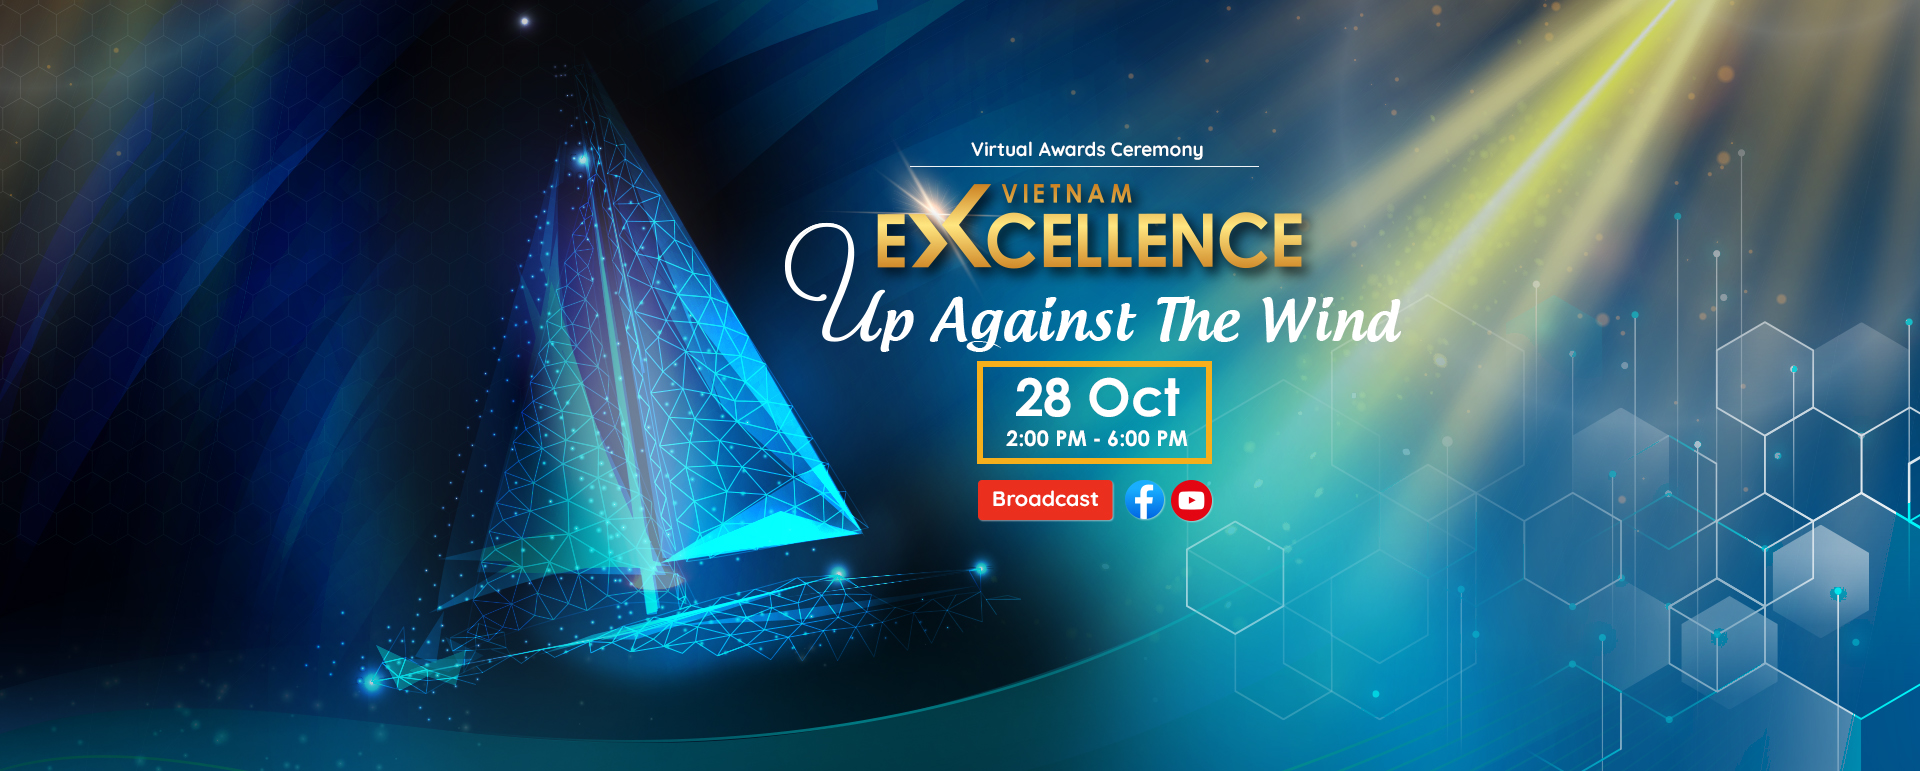 Virtual Awards Ceremony
VIETNAM
EXCELLENCE
Up Against The Wind
28 Oct
2:00 PM - 6:00 PM
Broadcast